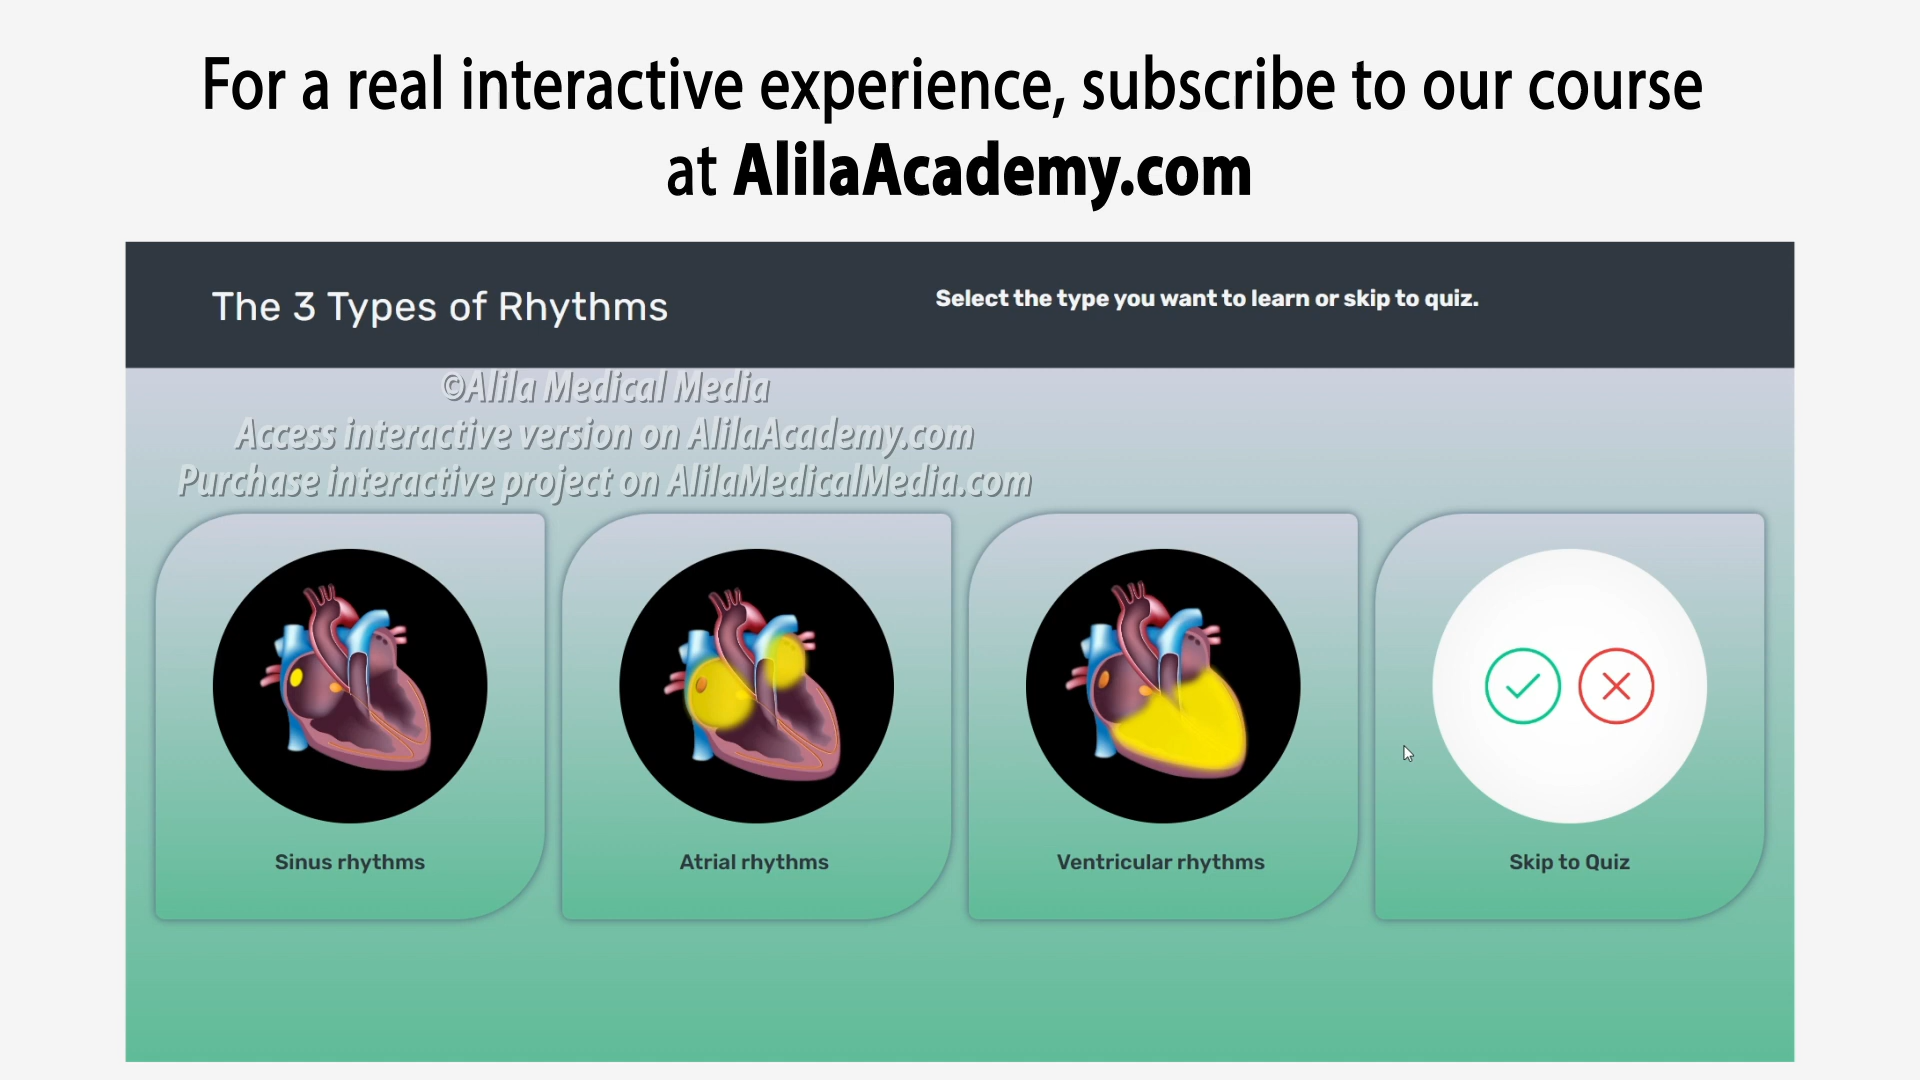 For a real interactive experience, subscribe to our course
at AlilaAcademy.com
The 3 Types of Rhythms
Select the type you want to learn or skip to quiz.
©Alila Medical Media
Access interactive version on AlilaAcademy.com
Purchase interactive project on AlilaMedicalMedia.com
Sinus rhythms
Atrial rhythms
Ventricular rhythms
Skip to Quiz